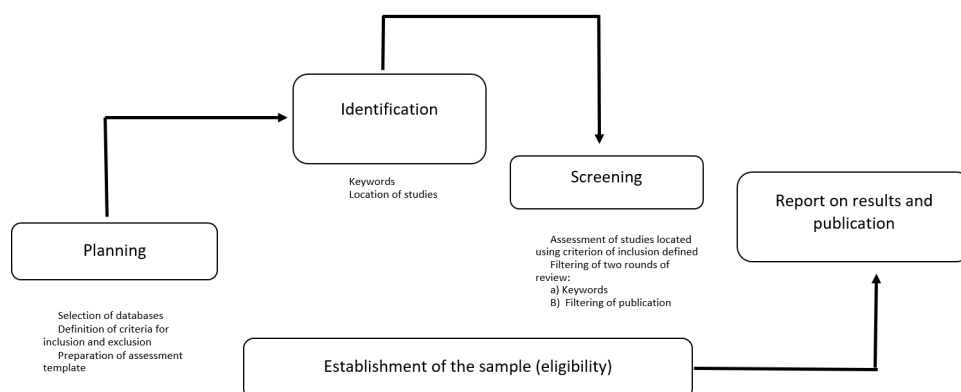 Identification
Keywords
Location of studies
Screening
Assessment of studies located
using criterion of inclusion defined
Filtering of two rounds of
review:
a) Keywords
B) Filtering of publication
Report on results and
publication
Planning
Selection of databases
Definition of criteria for
inclusion and exclusion
Preparation of assessment
template
Establishment of the sample (eligibility)